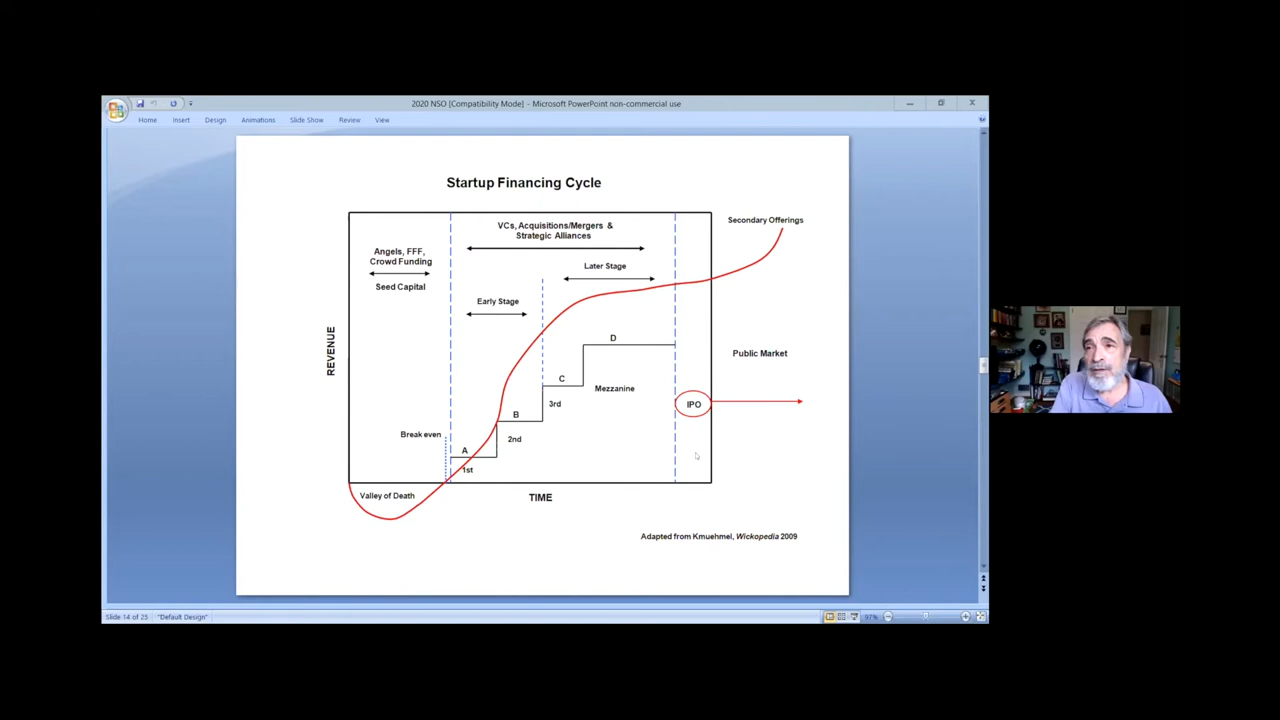 2020 NSO [Compatibility Mode] - Microsoft PowerPoint non-commercial use
Home Insert Design Animations Slide Show Review View
Startup Financing Cycle
Secondary Offerings
VCs, Acquisitions/Mergers &
Strategic Alliances
Angels, FFF,
Crowd Funding
Later Stage
Seed Capital
Early Stage
REVENUE
D
Public Market
C
Mezzanine
3rd
IPO
B
Break even
2nd
A
1st
Valley of Death
TIME
Adapted from Kmuehmel, Wickopedia 2009
Slide 14 of 25 "Default Design" 97%